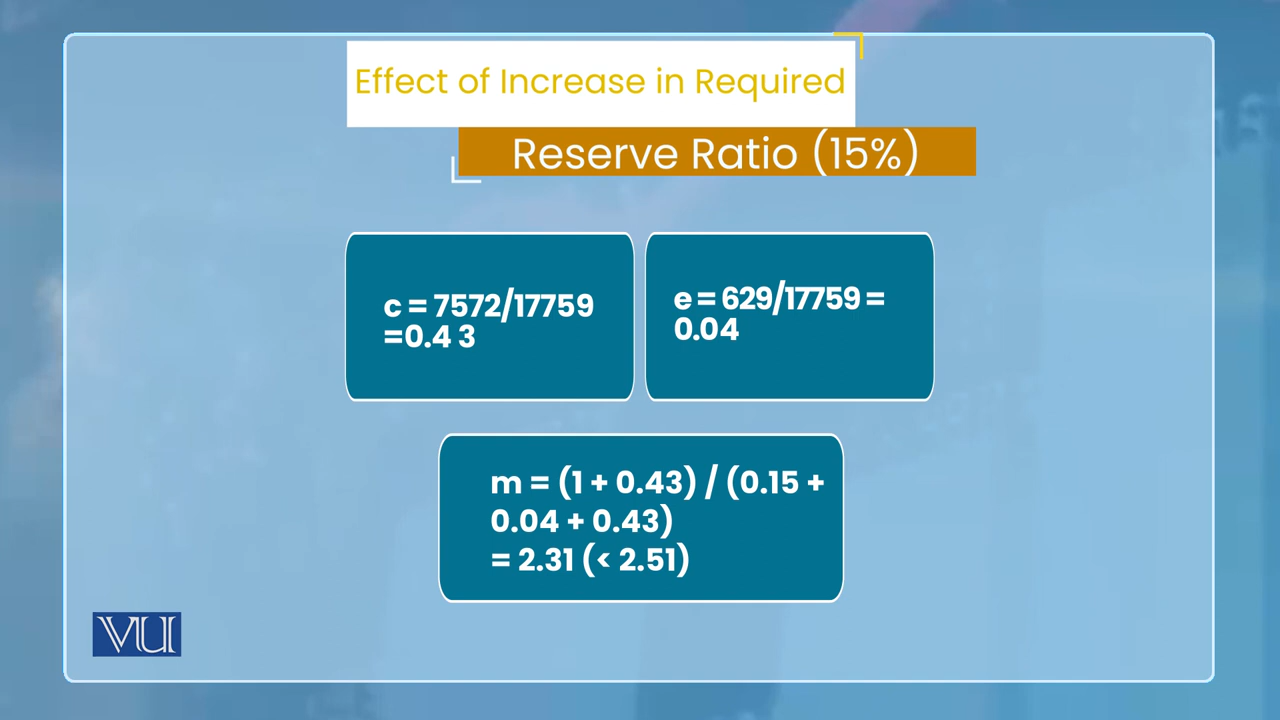 Effect of Increase in Required
Reserve Ratio (15%)
c = 7572/17759
=0.4 3
e = 629/17759 =
0.04
m = (1 + 0.43) / (0.15 +
0.04 + 0.43)
= 2.31 (< 2.51)
VU